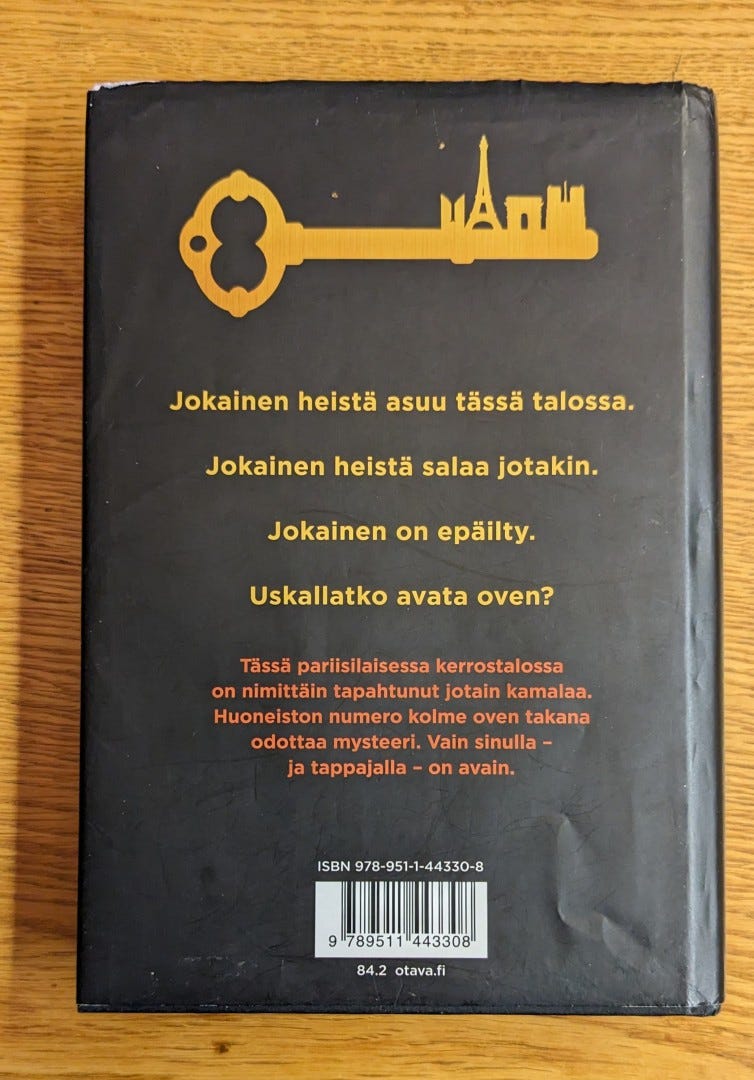 Jokainen heistä asuu tässä talossa.
Jokainen heistä salaa jotakin.
Jokainen on epäilty.
Uskallatko avata oven?
Tässä pariisilaisessa kerrostalossa
on nimittäin tapahtunut jotain kamalaa.
Huoneiston numero kolme oven takana
odottaa mysteeri. Vain sinulla –
ja tappajalla – on avain.
ISBN 978-951-1-44330-8
9 789511 443308
84.2 otava.fi